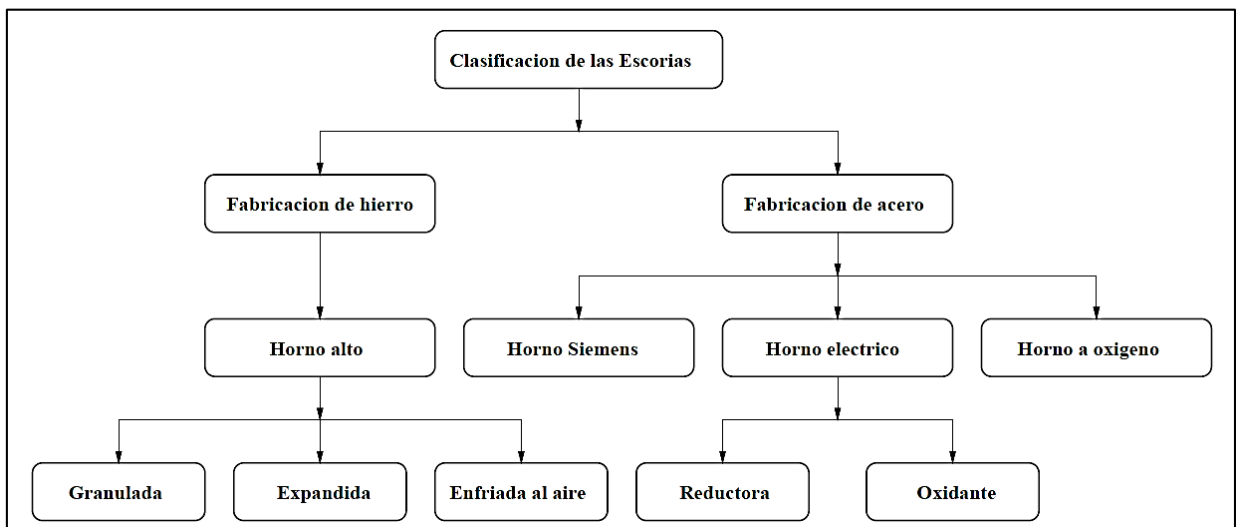 Clasificacion de las Escorias
Fabricacion de hierro
Fabricacion de acero
Horno alto
Horno Siemens
Horno electrico
Horno a oxigeno
Granulada
Expandida
Enfriada al aire
Reductora
Oxidante